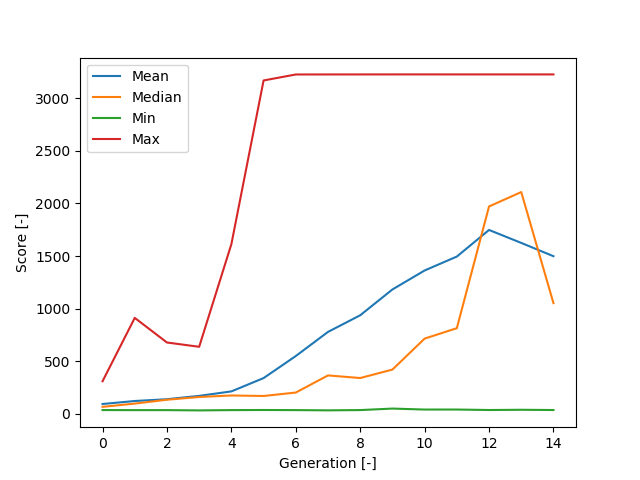 Mean
Median
Min
Max
3000
2500
2000
1500
1000
500
0
Score [-]
0 2 4 6 8 10 12 14
Generation [-]